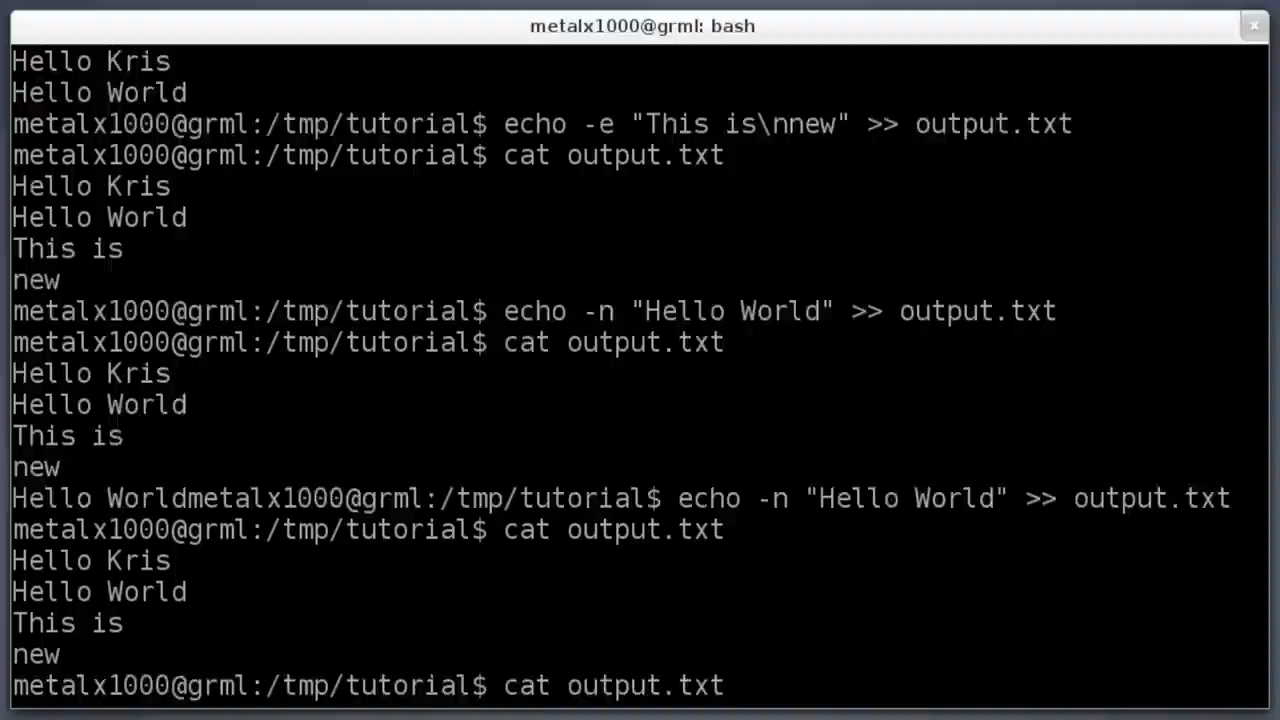 metalx1000@grml: bash
Hello Kris
Hello World
metalx1000@grml:/tmp/tutorial$ echo -e "This is\nnew" >> output.txt
metalx1000@grml:/tmp/tutorial$ cat output.txt
Hello Kris
Hello World
This is
new
metalx1000@grml:/tmp/tutorial$ echo -n "Hello World" >> output.txt
metalx1000@grml:/tmp/tutorial$ cat output.txt
Hello Kris
Hello World
This is
new
Hello Worldmetalx1000@grml:/tmp/tutorial$ echo -n "Hello World" >> output.txt
metalx1000@grml:/tmp/tutorial$ cat output.txt
Hello Kris
Hello World
This is
new
metalx1000@grml:/tmp/tutorial$ cat output.txt